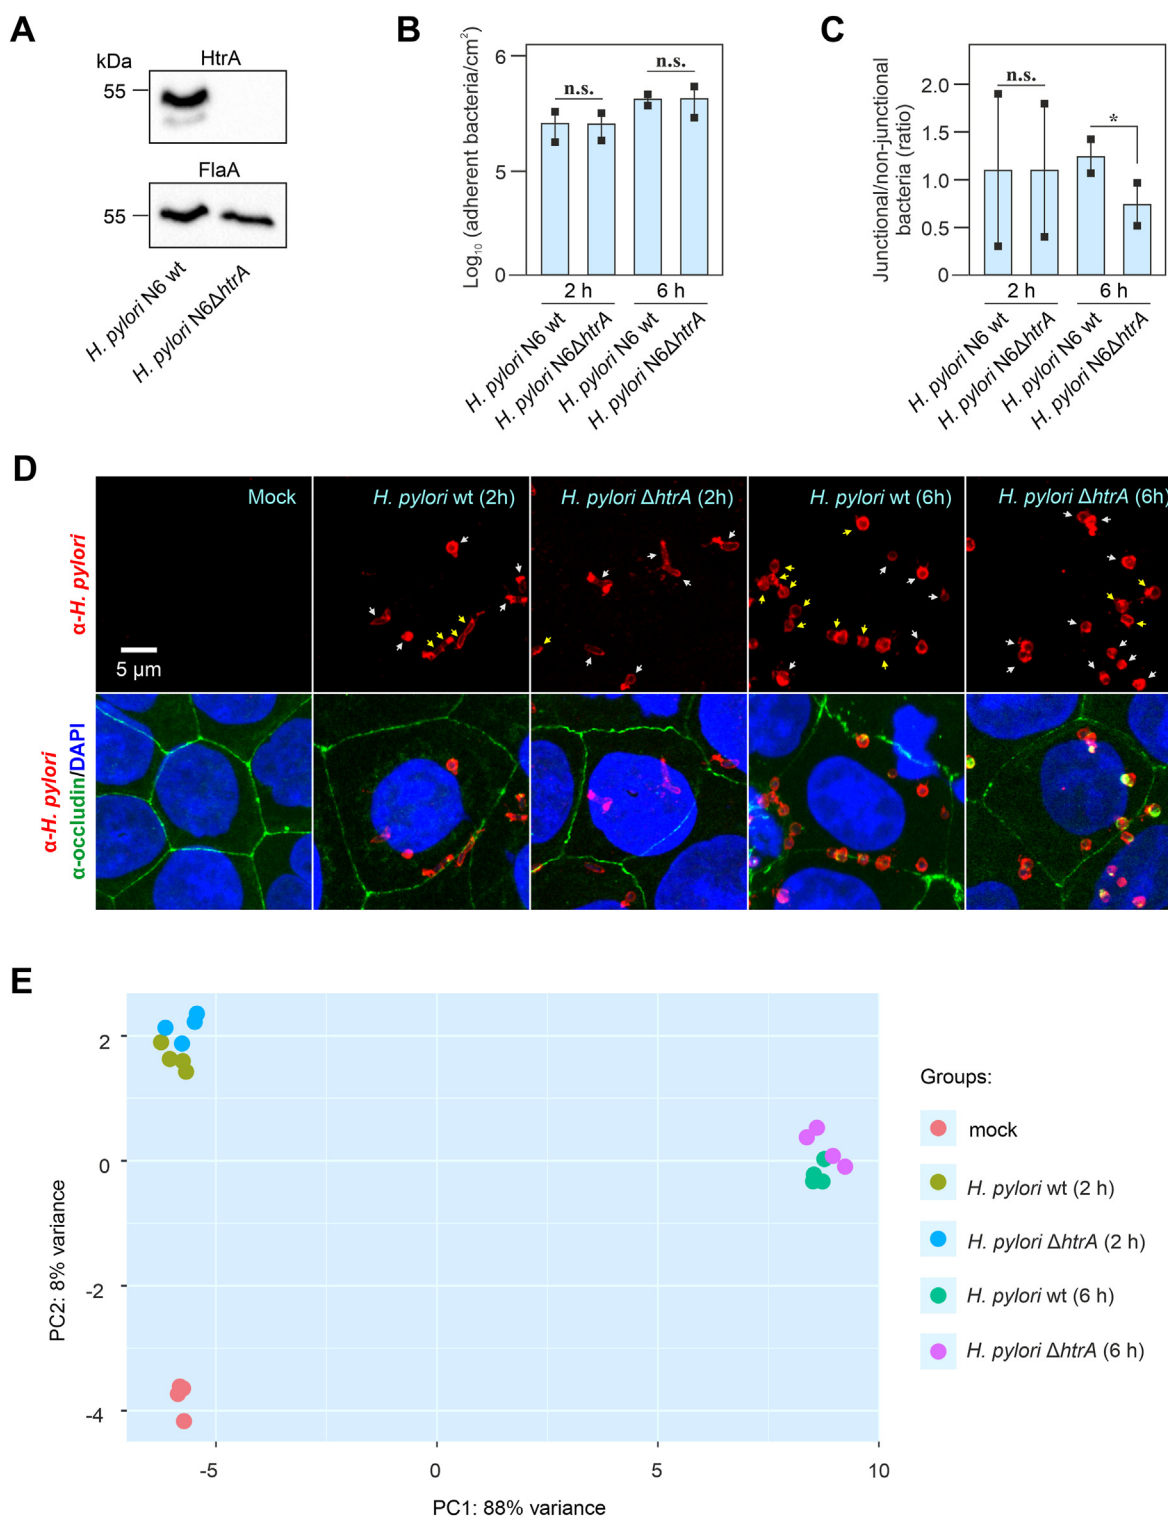 A
kDa
HtrA
55
FlaA
55
H. pylori N6 wt
H. pylori N6ΔhtrA
B
Log₁₀ (adherent bacteria/cm²)
6
5
0
n.s.
n.s.
2 h
6 h
H. pylori N6 wt
H. pylori N6ΔhtrA
H. pylori N6 wt
H. pylori N6ΔhtrA
C
Junctional/non-junctional
bacteria (ratio)
2.0
1.5
1.0
0.5
0
n.s.
*
2 h
6 h
H. pylori N6 wt
H. pylori N6ΔhtrA
H. pylori N6 wt
H. pylori N6ΔhtrA
D
α-H. pylori
Mock
H. pylori wt (2h)
H. pylori ΔhtrA (2h)
H. pylori wt (6h)
H. pylori ΔhtrA (6h)
5 µm
α-H. pylori
α-occludin/DAPI
E
PC2: 8% variance
2
0
-2
-4
-5
0
5
10
PC1: 88% variance
Groups:
mock
H. pylori wt (2 h)
H. pylori ΔhtrA (2 h)
H. pylori wt (6 h)
H. pylori ΔhtrA (6 h)